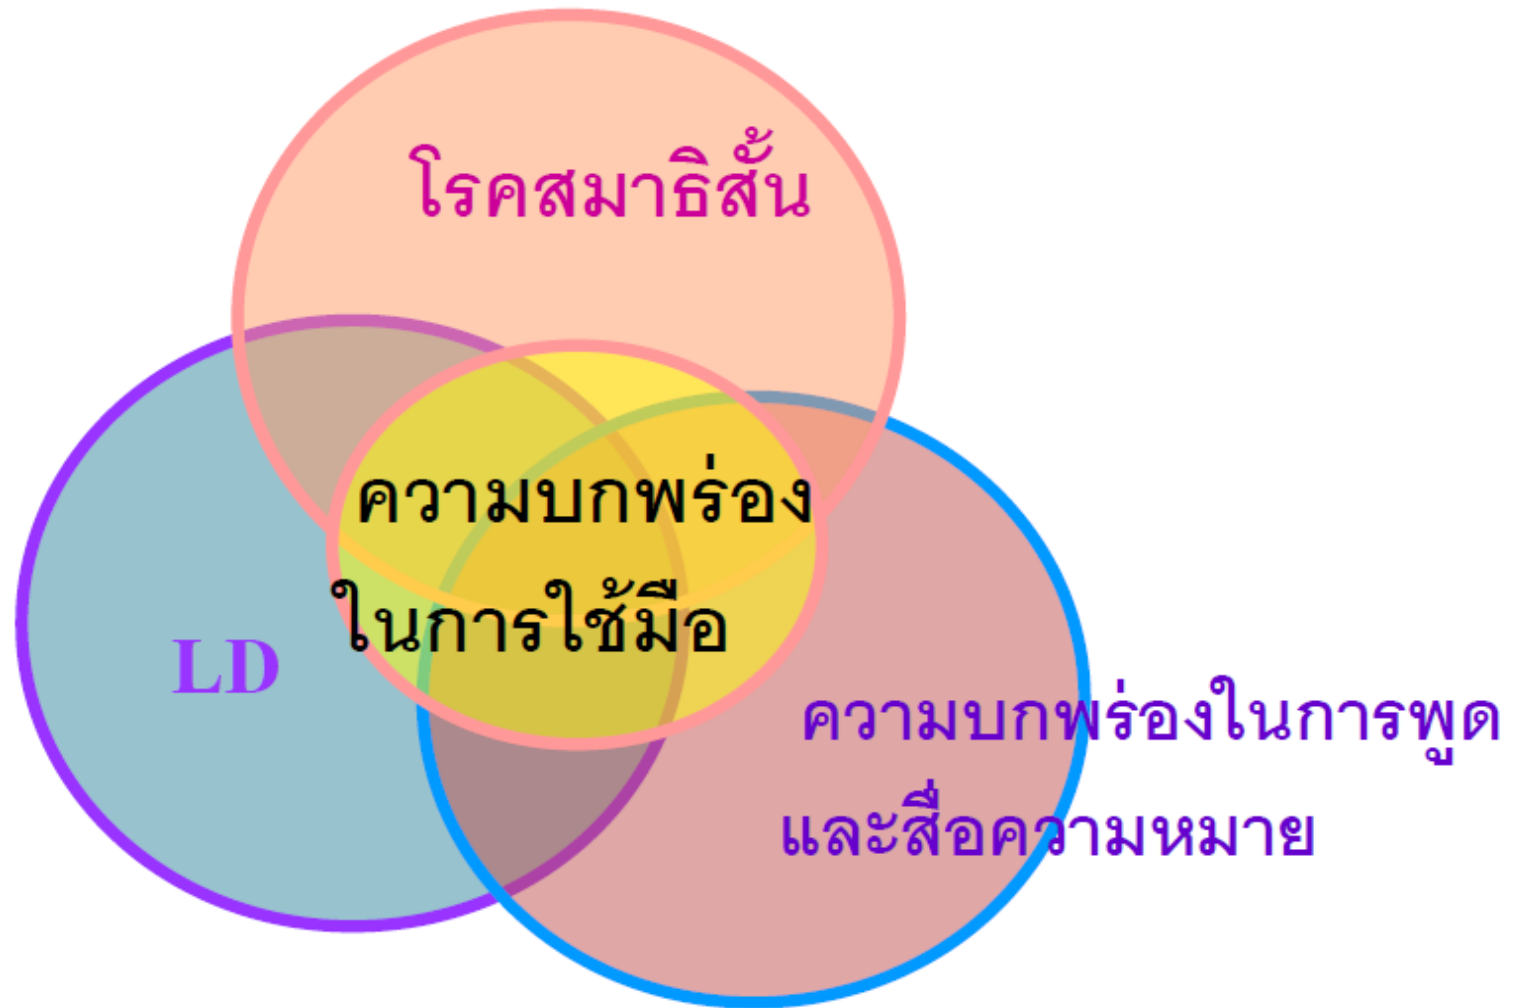 โรคสมาธิสั้น
ความบกพร่อง
ในการใช้มือ
LD
ความบกพร่องในการพูด
และสื่อความหมาย